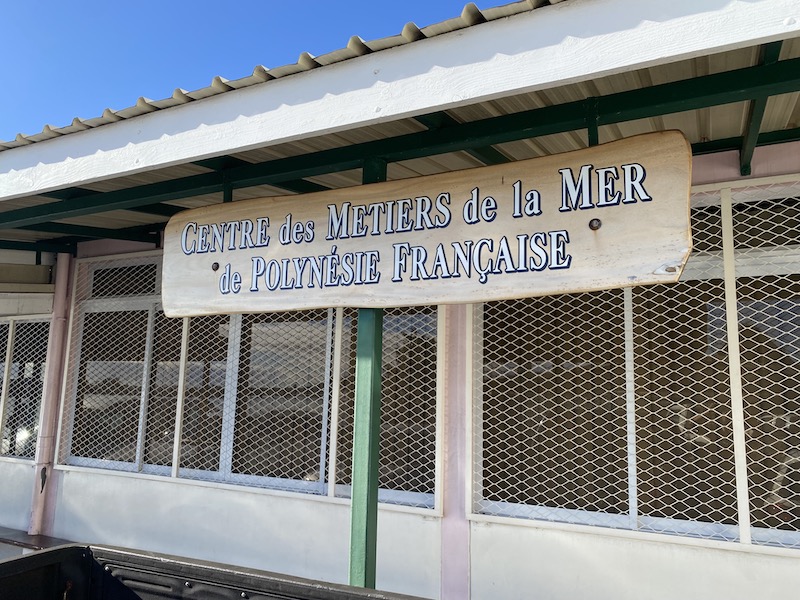 CENTRE des METIERS de la MER
de POLYNÉSIE FRANÇAISE